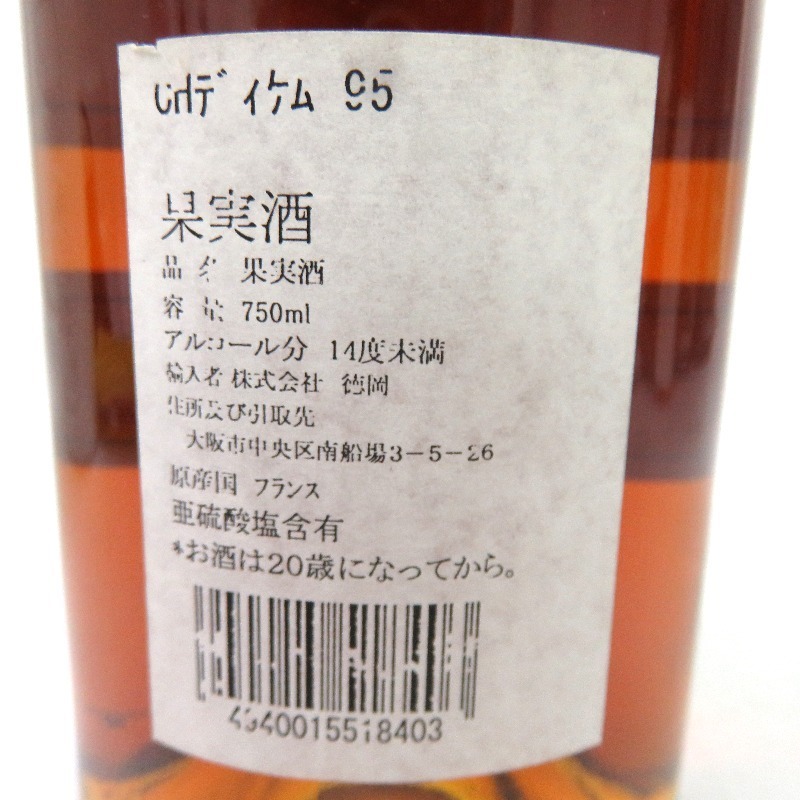 Chディケム 95
果実酒
品名 果実酒
容量 750ml
アルコール分 14度未満
輸入者 株式会社 徳岡
住所及び引取先
大阪市中央区南船場3-5-26
原産国 フランス
亜硫酸塩含有
*お酒は20歳になってから。
4940015518403